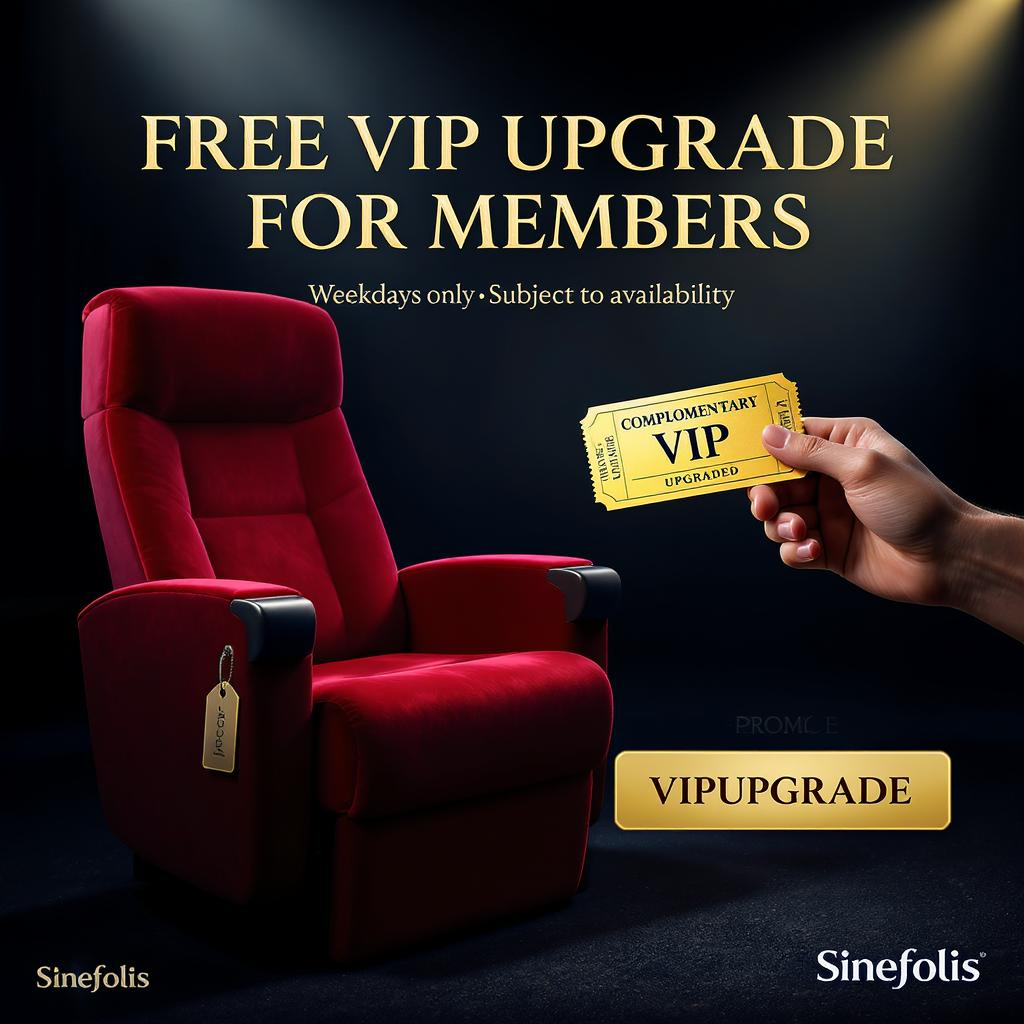 FREE VIP UPGRADE
FOR MEMBERS
Weekdays only • Subject to availability
COMPLOMENTARY
VIP
UPGRADED
VIPUPGRADE
Sinefolis
Sinefolis